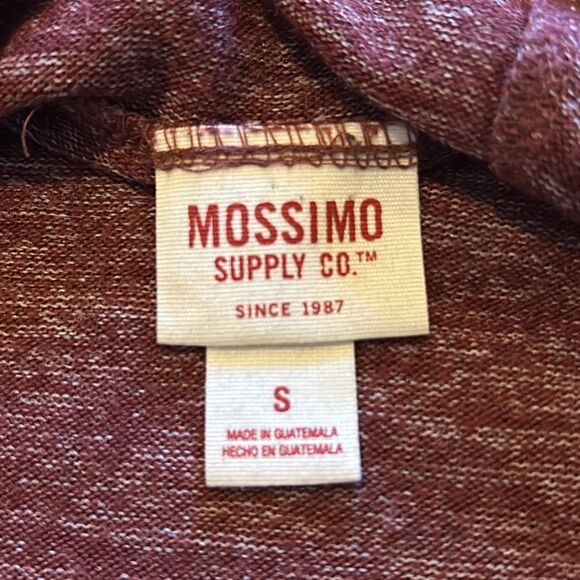 MOSSIMO
SUPPLY CO.™
SINCE 1987
S
MADE IN GUATEMALA
HECHO EN GUATEMALA